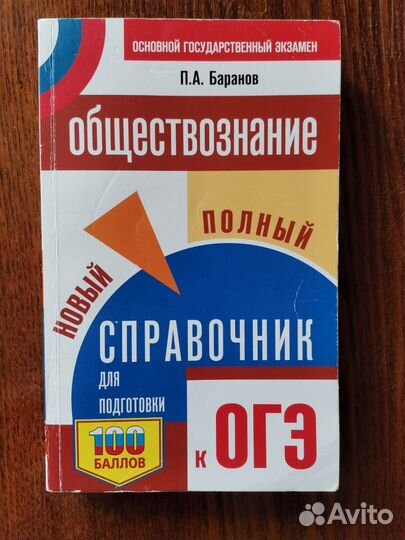 ОСНОВНОЙ ГОСУДАРСТВЕННЫЙ ЭКЗАМЕН
П.А. Баранов
ОБЩЕСТВОЗНАНИЕ
НОВЫЙ
ПОЛНЫЙ
СПРАВОЧНИК
ДЛЯ
ПОДГОТОВКИ
100
БАЛЛОВ
к ОГЭ
Avito